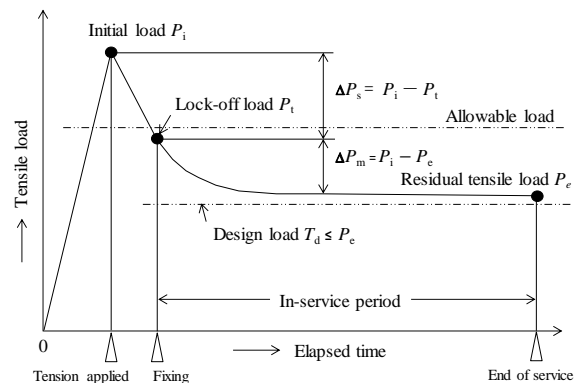 Initial load Pi
ΔPs = Pi − Pt
Lock-off load Pt
Allowable load
ΔPm = Pi − Pe
Residual tensile load Pe
Design load Td ≤ Pe
Tensile load
In-service period
0
Elapsed time
Tension applied
Fixing
End of service